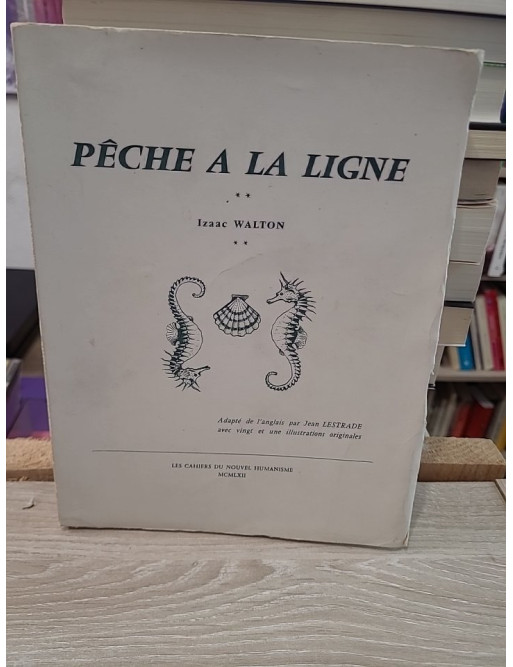 PÊCHE A LA LIGNE
Izaac WALTON
Adapté de l'anglais par Jean LESTRADE
avec vingt et une illustrations originales
LES CAHIERS DU NOUVEL HUMANISME
MCMLXII